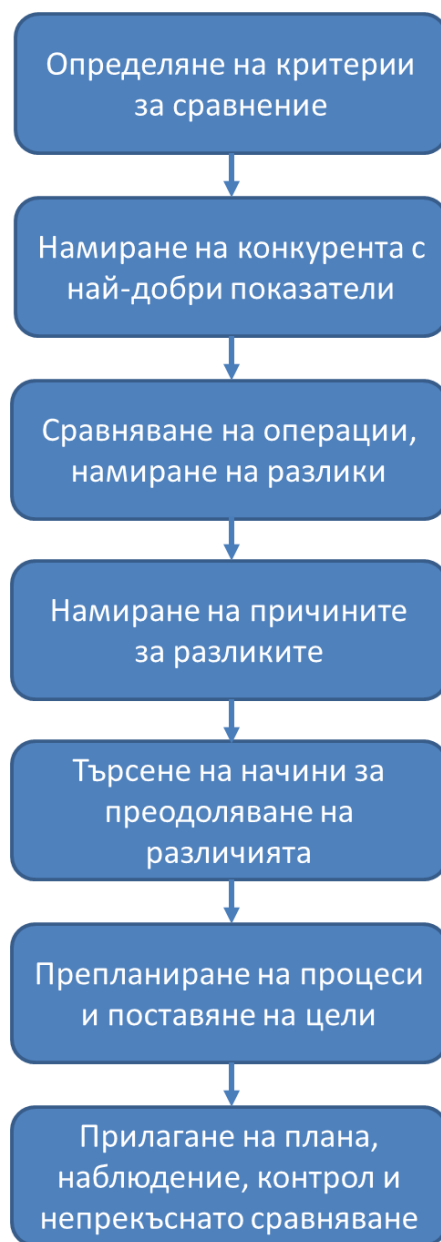 Определяне на критерии
за сравнение
Намиране на конкурента с
най-добри показатели
Сравняване на операции,
намиране на разлики
Намиране на причините
за разликите
Търсене на начини за
преодоляване на
различията
Препланиране на процеси
и поставяне на цели
Прилагане на плана,
наблюдение, контрол и
непрекъснато сравняване